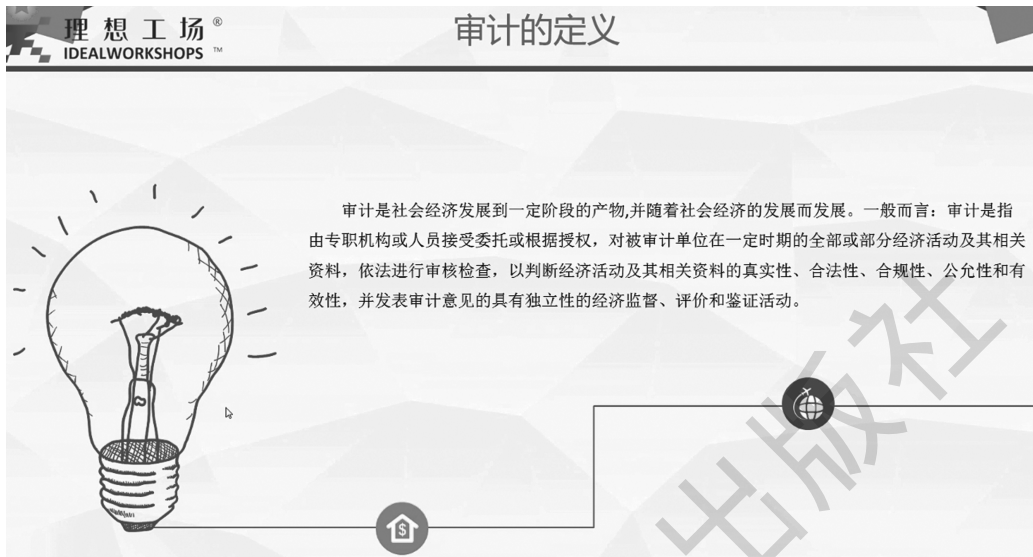 理想工场®
IDEALWORKSHOPS™
审计的定义
审计是社会经济发展到一定阶段的产物,并随着社会经济的发展而发展。一般而言：审计是指
由专职机构或人员接受委托或根据授权，对被审计单位在一定时期的全部或部分经济活动及其相关
资料，依法进行审核检查，以判断经济活动及其相关资料的真实性、合法性、合规性、公允性和有
效性，并发表审计意见的具有独立性的经济监督、评价和鉴证活动。
$
出版社